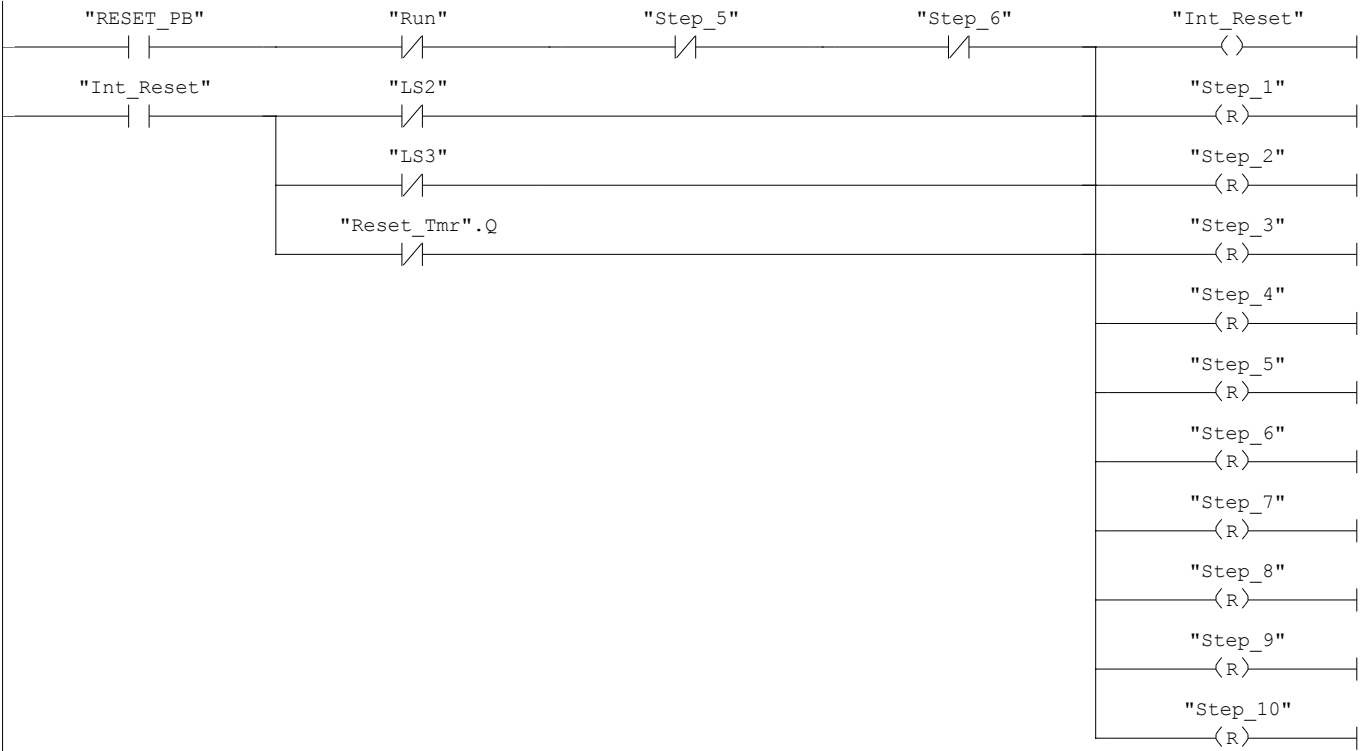 "RESET_PB" "Run" "Step_5" "Step_6" "Int_Reset"
"Int_Reset" "LS2" "Step_1"
R
"LS3" "Step_2"
R
"Reset_Tmr".Q "Step_3"
R
"Step_4"
R
"Step_5"
R
"Step_6"
R
"Step_7"
R
"Step_8"
R
"Step_9"
R
"Step_10"
R